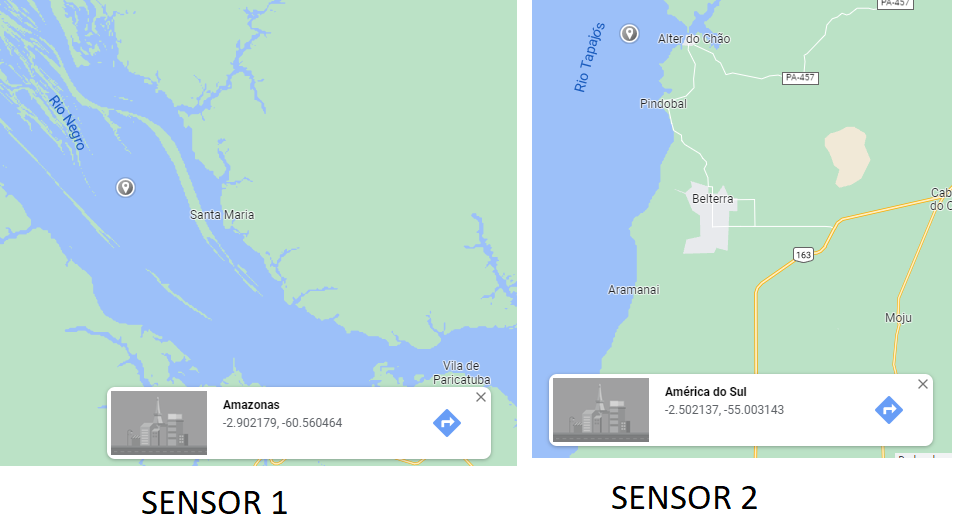 Rio Negro
Santa Maria
Vila de
Paricatuba
Amazonas
-2.902179, -60.560464
SENSOR 1
PA-457
Rio Tapajós
Alter do Chão
PA-457
Pindobal
Belterra
Cab
do C
163
Aramanai
Moju
América do Sul
-2.502137, -55.003143
SENSOR 2